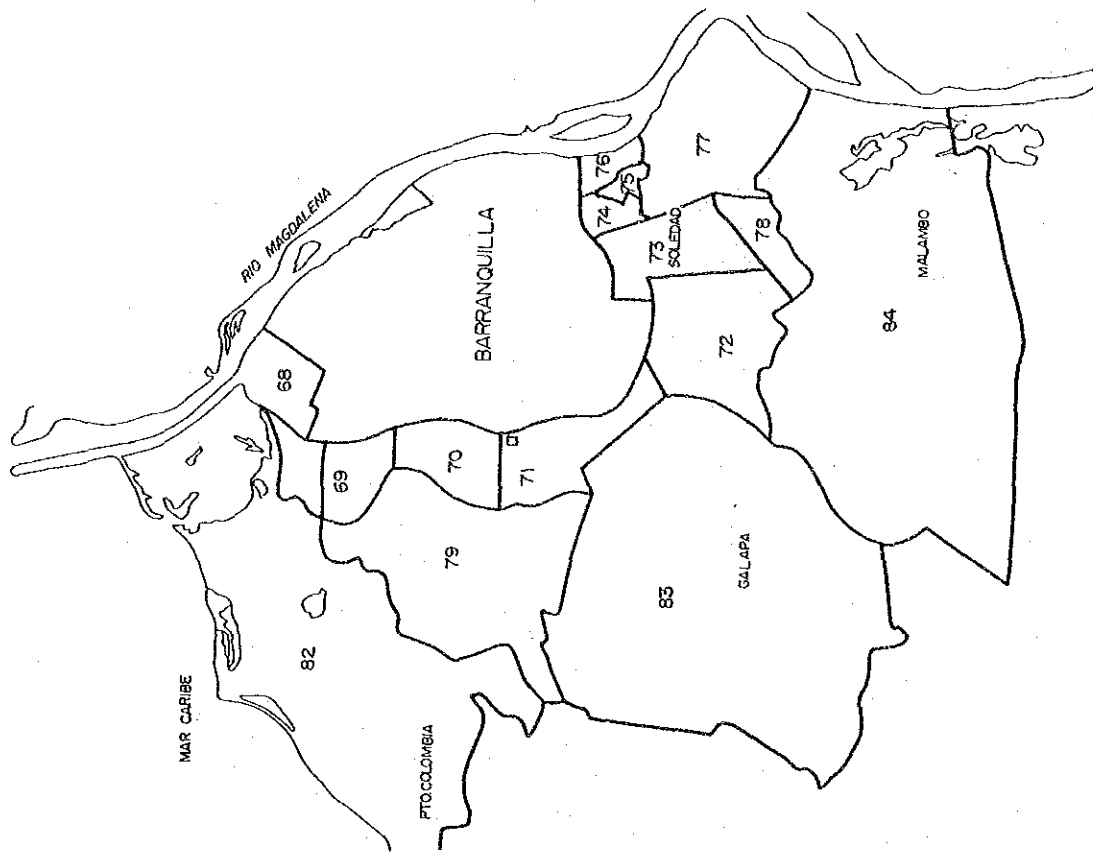 RIO MAGDALENA
MAR CARIBE
BARRANQUILLA
68
69
70
71
76
75
74
77
73
SOLEDAD
78
72
79
82
PTO.COLOMBIA
83
GALAPA
84
MALAMBO